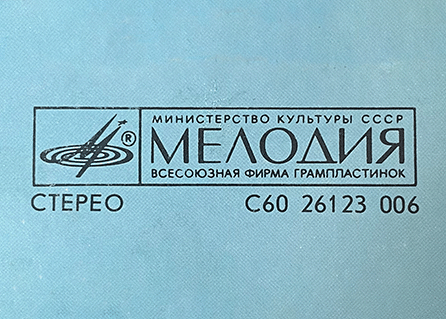 МИНИСТЕРСТВО КУЛЬТУРЫ СССР
МЕЛОДИЯ
ВСЕСОЮЗНАЯ ФИРМА ГРАМПЛАСТИНОК
®
СТЕРЕО С60 26123 006